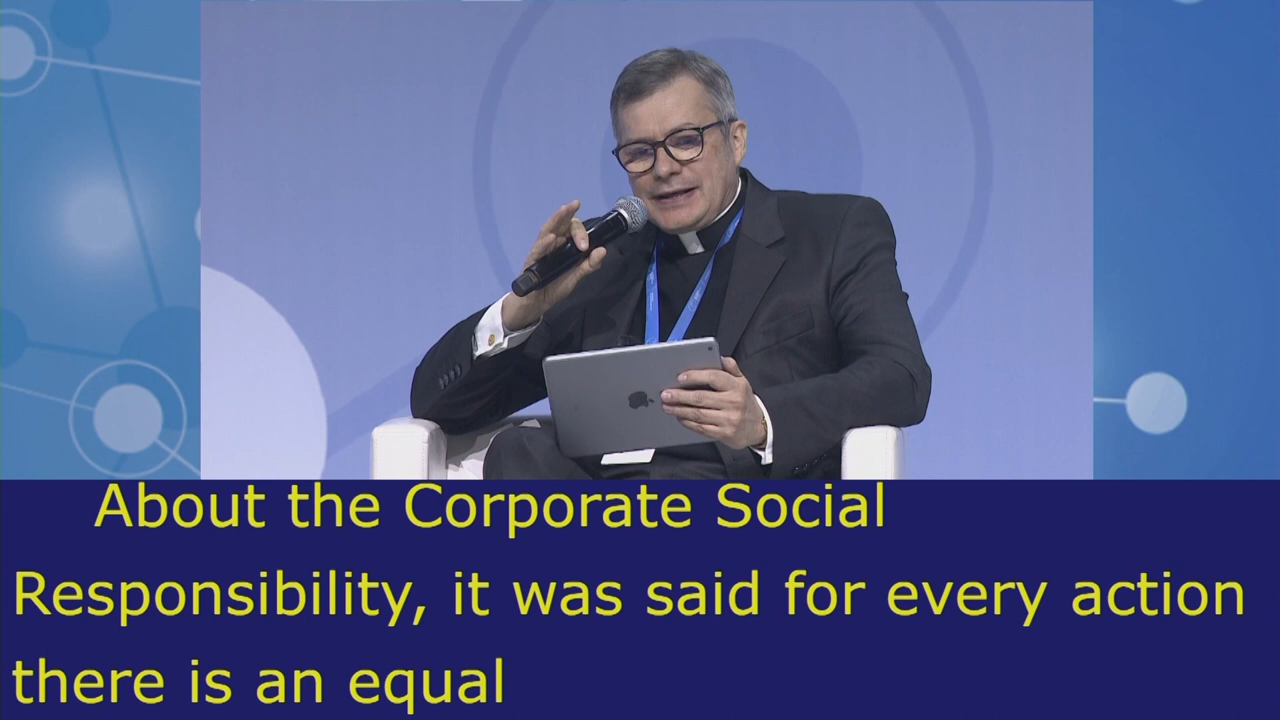 About the Corporate Social
Responsibility, it was said for every action
there is an equal